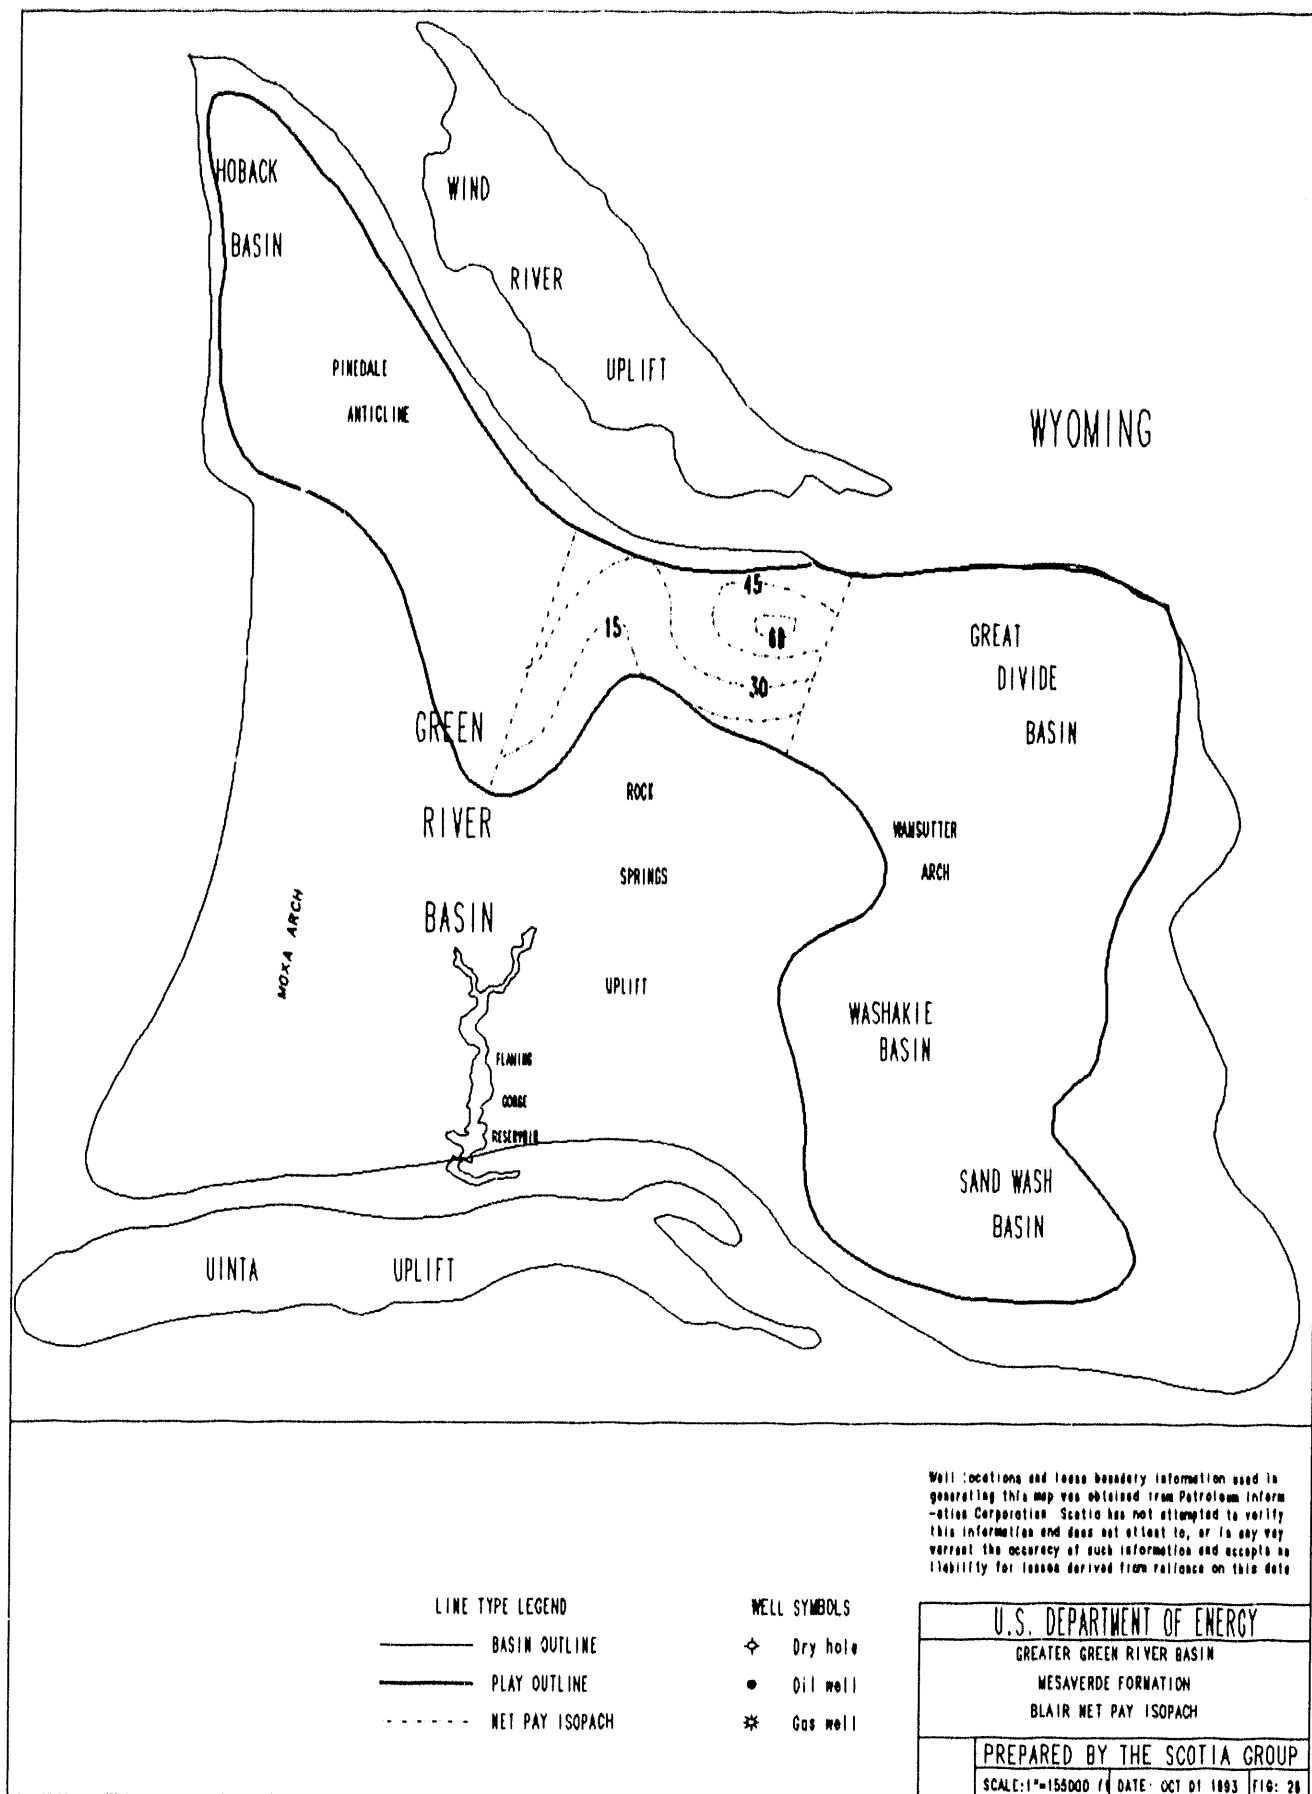 HOBACK
BASIN
WIND
RIVER
UPLIFT
PINEDALE
ANTICLINE
WYOMING
45
15
60
30
GREAT
DIVIDE
BASIN
GREEN
RIVER
BASIN
ROCK
SPRINGS
UPLIFT
WAMSUTTER
ARCH
MOXA ARCH
WASHAKIE
BASIN
FLAMING
GORGE
RESERVOIR
SAND WASH
BASIN
UINTA UPLIFT
Well locations and lease boundary information used in
generating this map was obtained from Petroleum Inform
-ation Corporation Scotia has not attempted to verify
this information and does not attest to, or in any way
warrant the accuracy of such information and accepts no
liability for losses derived from reliance on this data
LINE TYPE LEGEND
BASIN OUTLINE
PLAY OUTLINE
NET PAY ISOPACH
WELL SYMBOLS
Dry hole
Oil well
Gas well
U.S. DEPARTMENT OF ENERGY
GREATER GREEN RIVER BASIN
MESAVERDE FORMATION
BLAIR NET PAY ISOPACH
PREPARED BY THE SCOTIA GROUP
SCALE:1"=155000 DATE: OCT 01 1993 FIG: 28